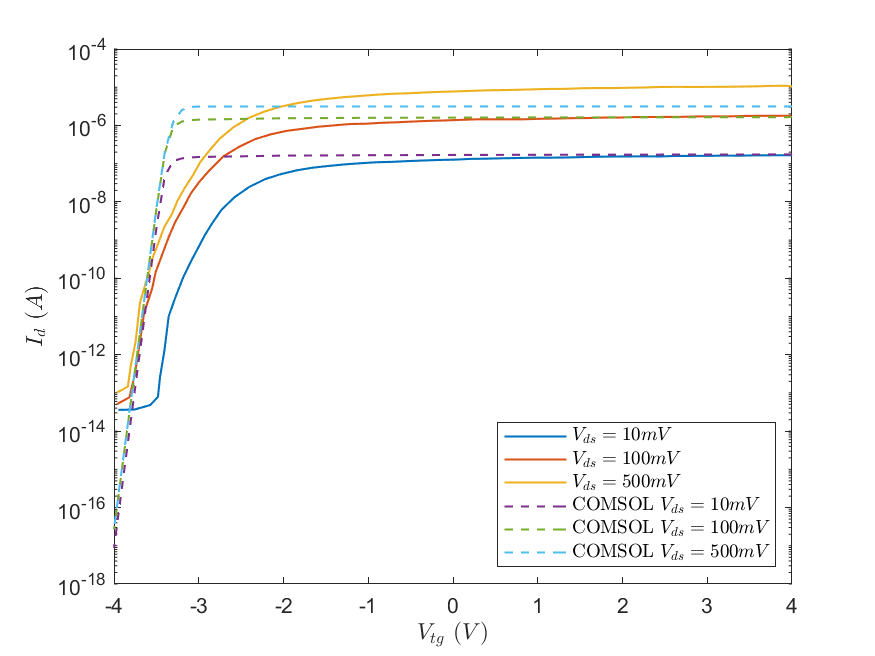 10^-4
10^-6
10^-8
10^-10
10^-12
10^-14
10^-16
10^-18
I_d (A)
-4 -3 -2 -1 0 1 2 3 4
V_tg (V)
V_ds = 10mV
V_ds = 100mV
V_ds = 500mV
COMSOL V_ds = 10mV
COMSOL V_ds = 100mV
COMSOL V_ds = 500mV